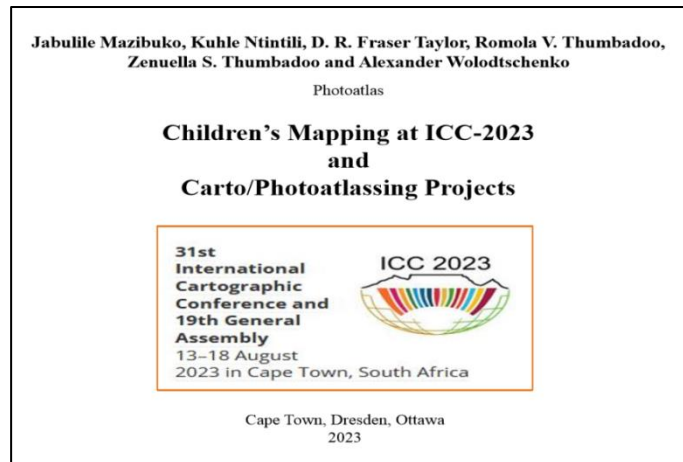 Jabulile Mazibuko, Kuhle Ntintili, D. R. Fraser Taylor, Romola V. Thumbadoo,
Zenuella S. Thumbadoo and Alexander Wolodtschenko
Photoatlas
Children’s Mapping at ICC-2023
and
Carto/Photoatlassing Projects
31st
International
Cartographic
Conference and
19th General
Assembly
13–18 August
2023 in Cape Town, South Africa
ICC 2023
Cape Town, Dresden, Ottawa
2023